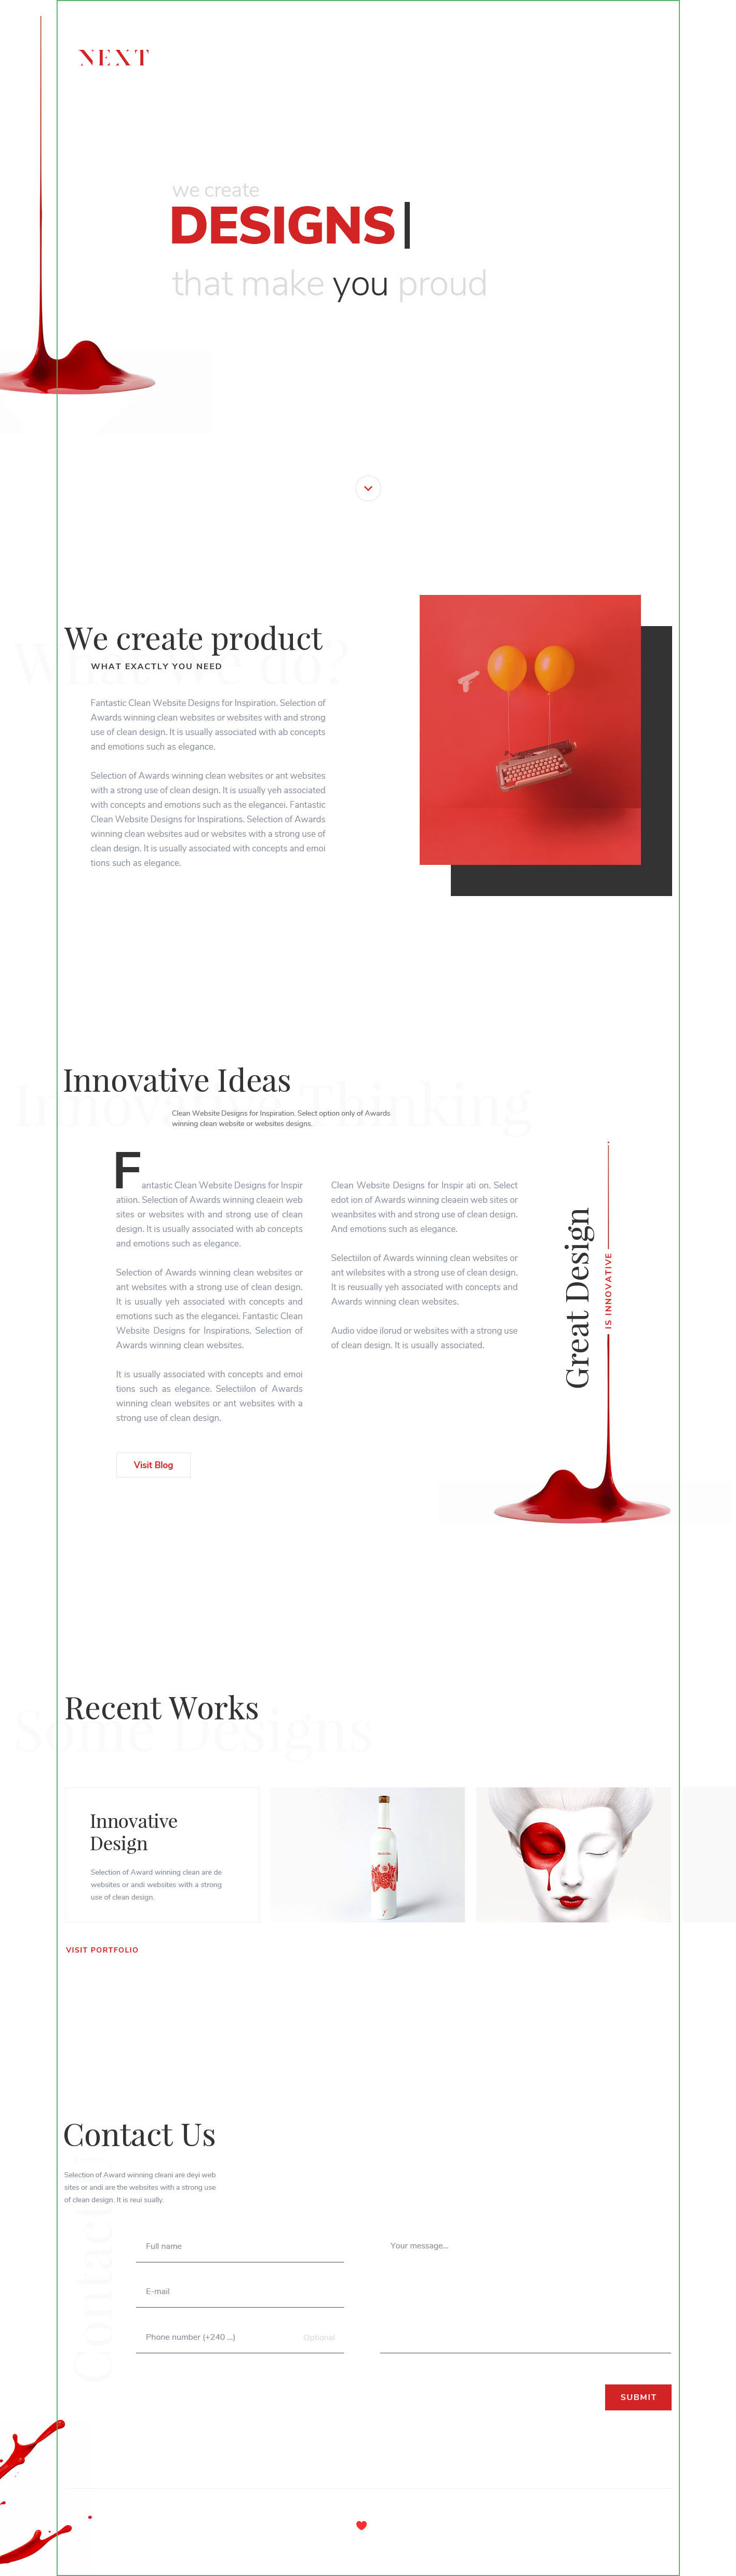 NEXT
we create
DESIGNS
that make you proud
What we do?
We create product
WHAT EXACTLY YOU NEED
Fantastic Clean Website Designs for Inspiration. Selection of
Awards winning clean websites or websites with and strong
use of clean design. It is usually associated with ab concepts
and emotions such as elegance.
Selection of Awards winning clean websites or ant websites
with a strong use of clean design. It is usually yeh associated
with concepts and emotions such as the elegancei. Fantastic
Clean Website Designs for Inspirations. Selection of Awards
winning clean websites aud or websites with a strong use of
clean design. It is usually associated with concepts and emoi
tions such as elegance.
Innovative Thinking
Innovative Ideas
Clean Website Designs for Inspiration. Select option only of Awards
winning clean website or websites designs.
Fantastic Clean Website Designs for Inspir
atiion. Selection of Awards winning cleaein web
sites or websites with and strong use of clean
design. It is usually associated with ab concepts
and emotions such as elegance.
Selection of Awards winning clean websites or
ant websites with a strong use of clean design.
It is usually yeh associated with concepts and
emotions such as the elegancei. Fantastic Clean
Website Designs for Inspirations. Selection of
Awards winning clean websites.
It is usually associated with concepts and emoi
tions such as elegance. Selectiilon of Awards
winning clean websites or ant websites with a
strong use of clean design.
Clean Website Designs for Inspir ati on. Select
edot ion of Awards winning cleaein web sites or
weanbsites with and strong use of clean design.
And emotions such as elegance.
Selectiilon of Awards winning clean websites or
ant wilebsites with a strong use of clean design.
It is reusually yeh associated with concepts and
Awards winning clean websites.
Audio vidoe ilorud or websites with a strong use
of clean design. It is usually associated.
Great Design
IS INNOVATIVE
Visit Blog
Some Designs
Recent Works
Innovative
Design
Selection of Award winning clean are de
websites or andi websites with a strong
use of clean design.
VISIT PORTFOLIO
Contact Us
Selection of Award winning cleani are deyi web
sites or and are the websites with a strong use
of clean design. It is reui sually.
Contact
Full name
E-mail
Phone number (+240 ...)
Optional
Your message...
SUBMIT